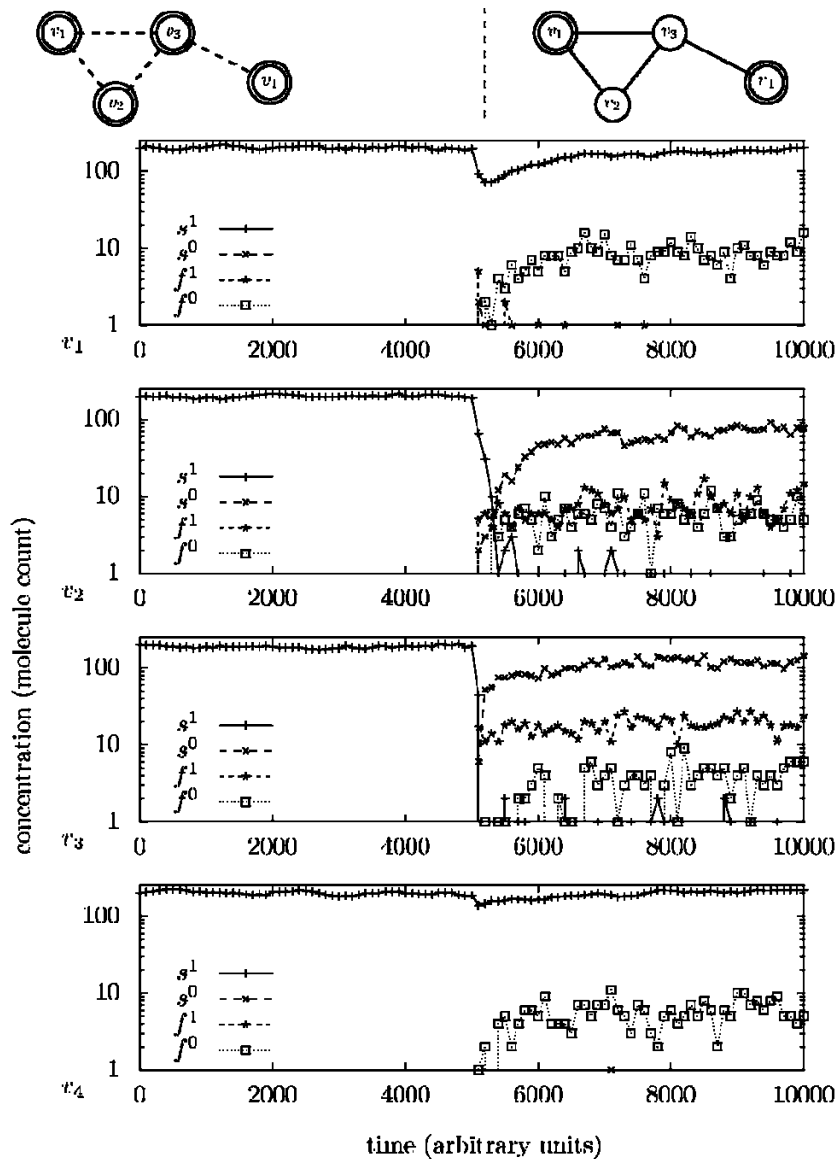 v₁ v₃ v₁ v₃
v₂ v₁ v₂ v₁
100
10
1
s¹
s⁰
f¹
f⁰
0 2000 4000 6000 8000 10000
v₁
100
10
1
s¹
s⁰
f¹
f⁰
0 2000 4000 6000 8000 10000
v₂
100
10
1
s¹
s⁰
f¹
f⁰
0 2000 4000 6000 8000 10000
v₃
100
10
1
s¹
s⁰
f¹
f⁰
0 2000 4000 6000 8000 10000
v₄
concentration (molecule count)
time (arbitrary units)